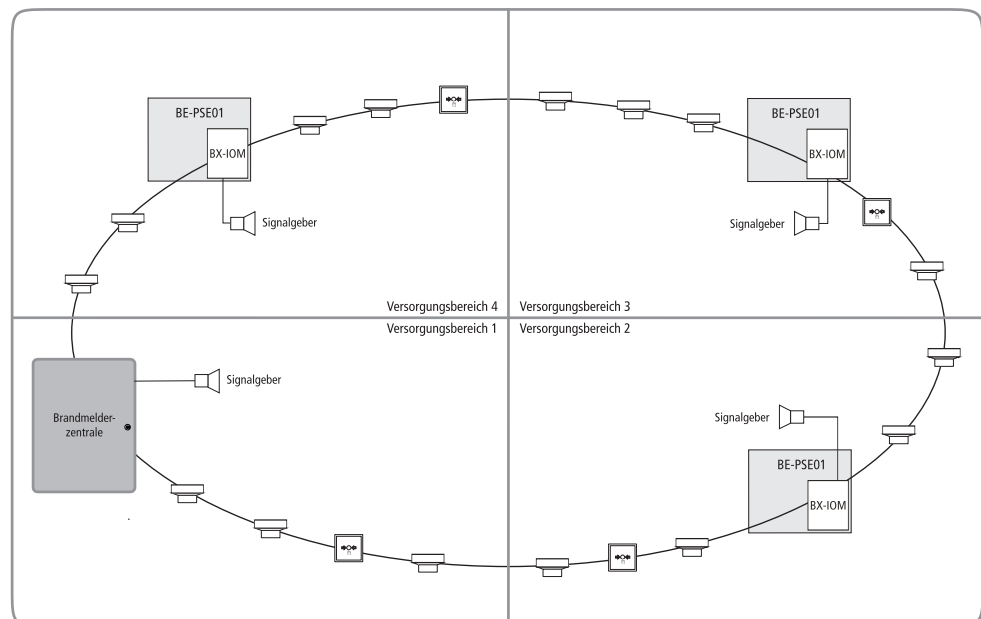 BE-PSE01
BX-IOM
Signalgeber
Versorgungsbereich 4
BE-PSE01
BX-IOM
Signalgeber
Versorgungsbereich 3
Versorgungsbereich 1
Signalgeber
Brandmelder-
zentrale
Versorgungsbereich 2
Signalgeber
BE-PSE01
BX-IOM